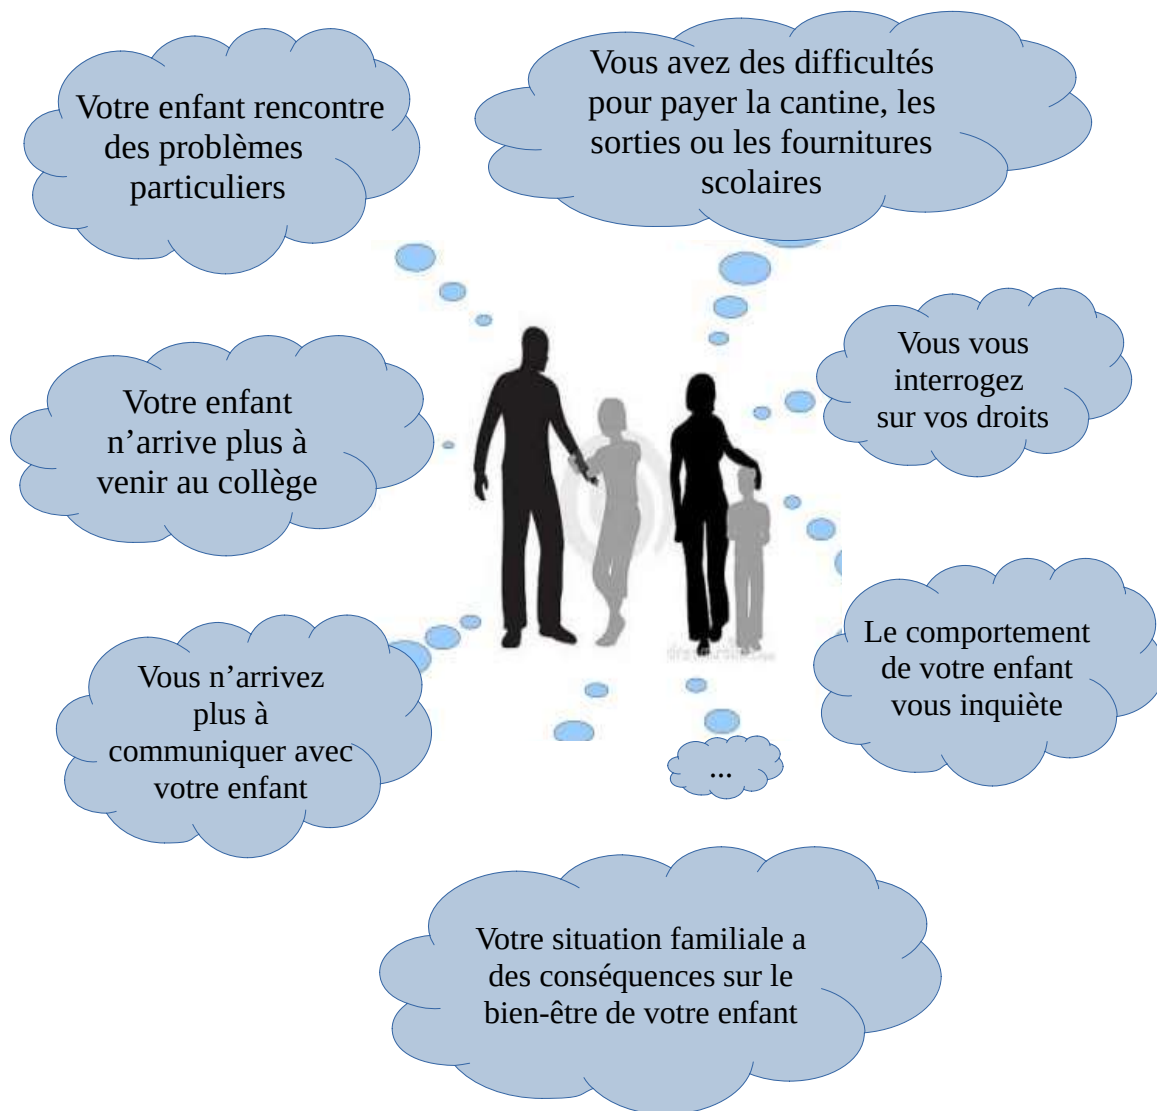 Votre enfant rencontre
des problèmes
particuliers
Vous avez des difficultés
pour payer la cantine, les
sorties ou les fournitures
scolaires
Votre enfant
n’arrive plus à
venir au collège
Vous vous
interrogez
sur vos droits
Vous n’arrivez
plus à
communiquer avec
votre enfant
Le comportement
de votre enfant
vous inquiète
...
Votre situation familiale a
des conséquences sur le
bien-être de votre enfant